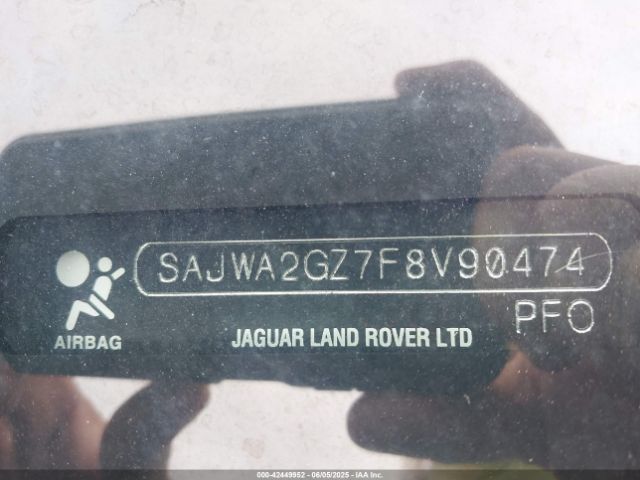 SAJWA2GZ7F8V90474
PFO
AIRBAG
JAGUAR LAND ROVER LTD
000-42449952 - 06/05/2025 - IAA Inc.